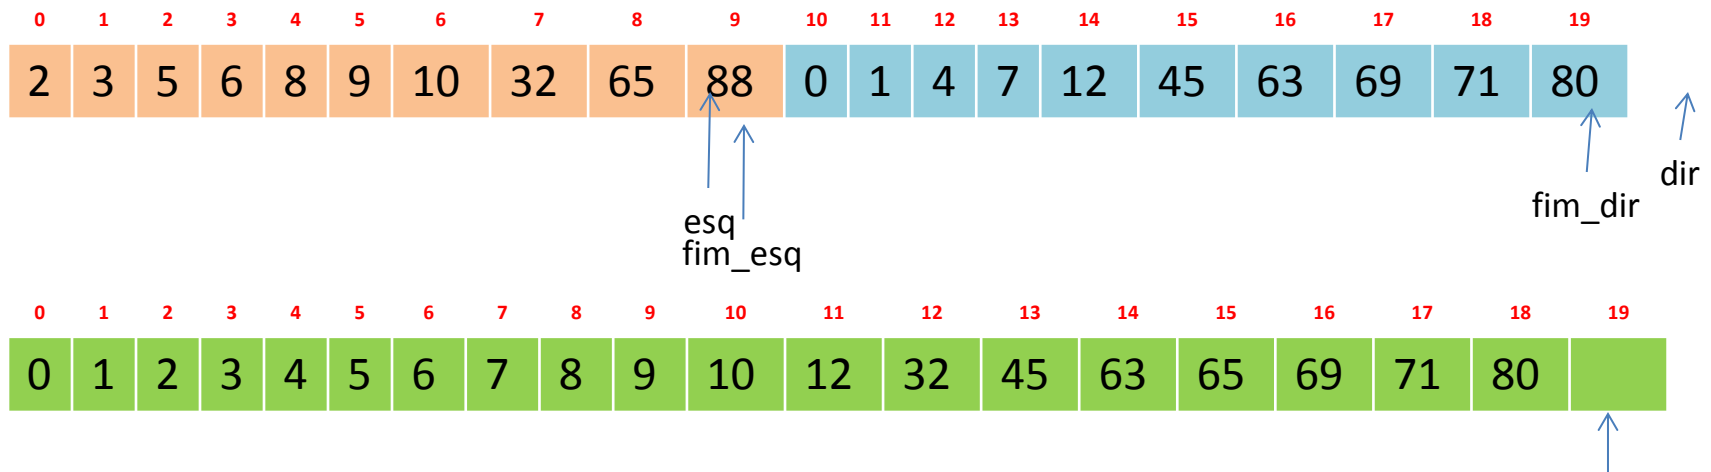 0 1 2 3 4 5 6 7 8 9 10 11 12 13 14 15 16 17 18 19
2 3 5 6 8 9 10 32 65 88 0 1 4 7 12 45 63 69 71 80
dir
fim_dir
esq
fim_esq
0 1 2 3 4 5 6 7 8 9 10 11 12 13 14 15 16 17 18 19
0 1 2 3 4 5 6 7 8 9 10 12 32 45 63 65 69 71 80